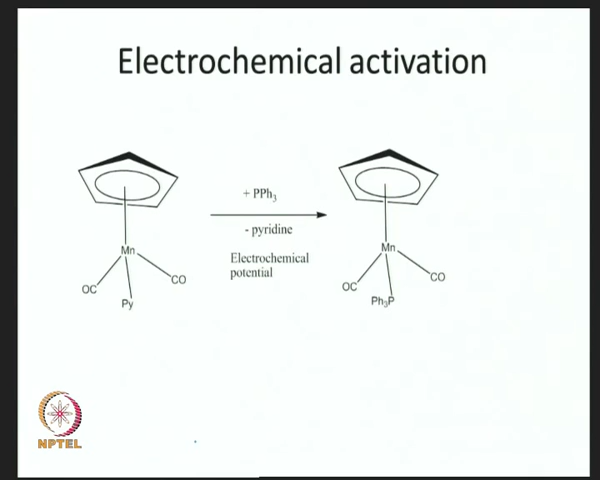 Electrochemical activation
+ PPh3
- pyridine
Electrochemical
potential
Mn
OC
CO
Py
Mn
OC
CO
Ph3P
NPTEL